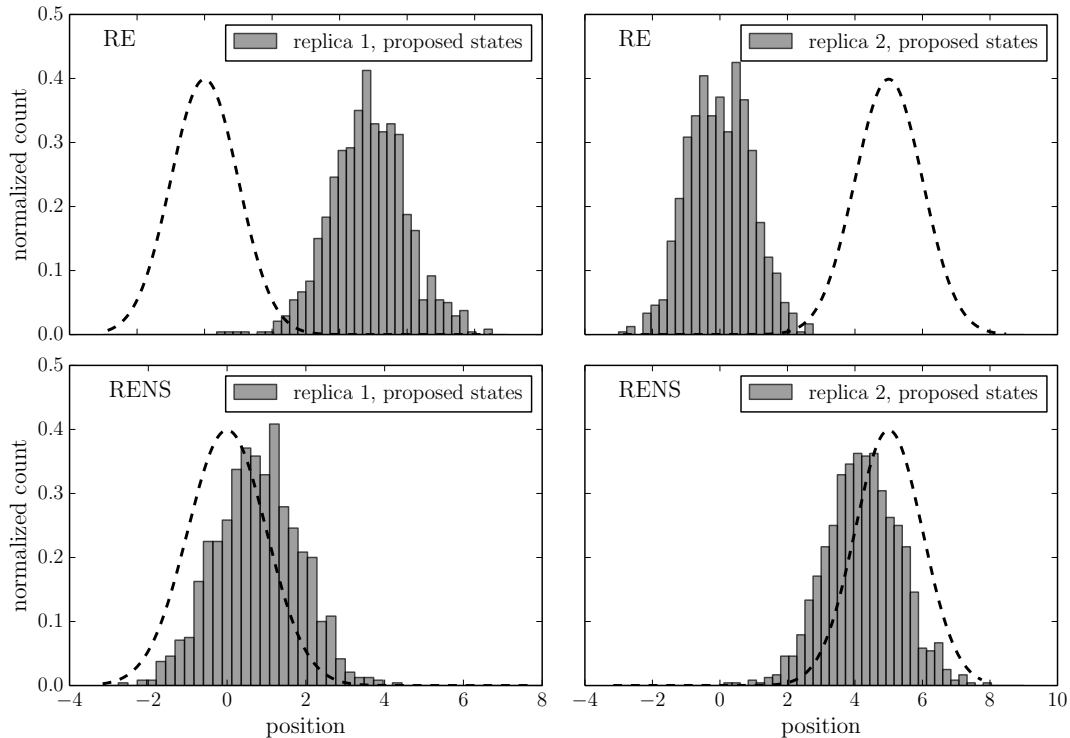 0.5
0.4
0.3
0.2
0.1
0.0
normalized count
RE
replica 1, proposed states
RE
replica 2, proposed states
0.5
0.4
0.3
0.2
0.1
0.0
normalized count
RENS
replica 1, proposed states
RENS
replica 2, proposed states
−4 −2 0 2 4 6 8
position
−4 −2 0 2 4 6 8 10
position